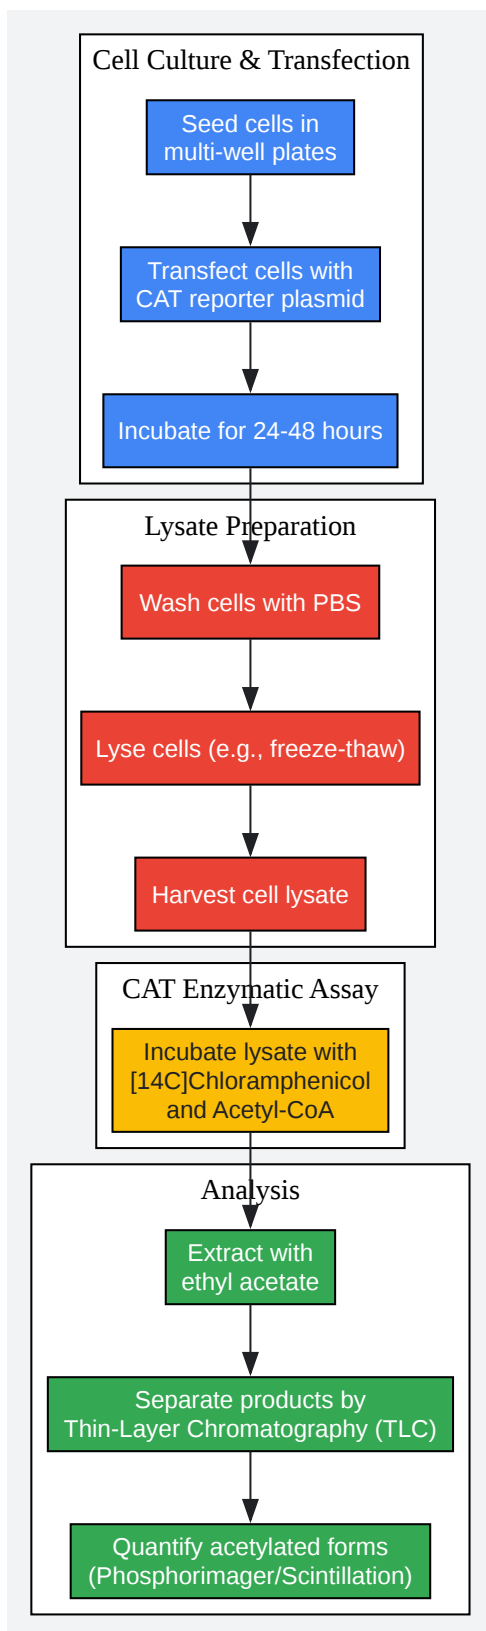 Cell Culture & Transfection
Seed cells in
multi-well plates
Transfect cells with
CAT reporter plasmid
Incubate for 24-48 hours
Lysate Preparation
Wash cells with PBS
Lyse cells (e.g., freeze-thaw)
Harvest cell lysate
CAT Enzymatic Assay
Incubate lysate with
[14C]Chloramphenicol
and Acetyl-CoA
Analysis
Extract with
ethyl acetate
Separate products by
Thin-Layer Chromatography (TLC)
Quantify acetylated forms
(Phosphorimager/Scintillation)